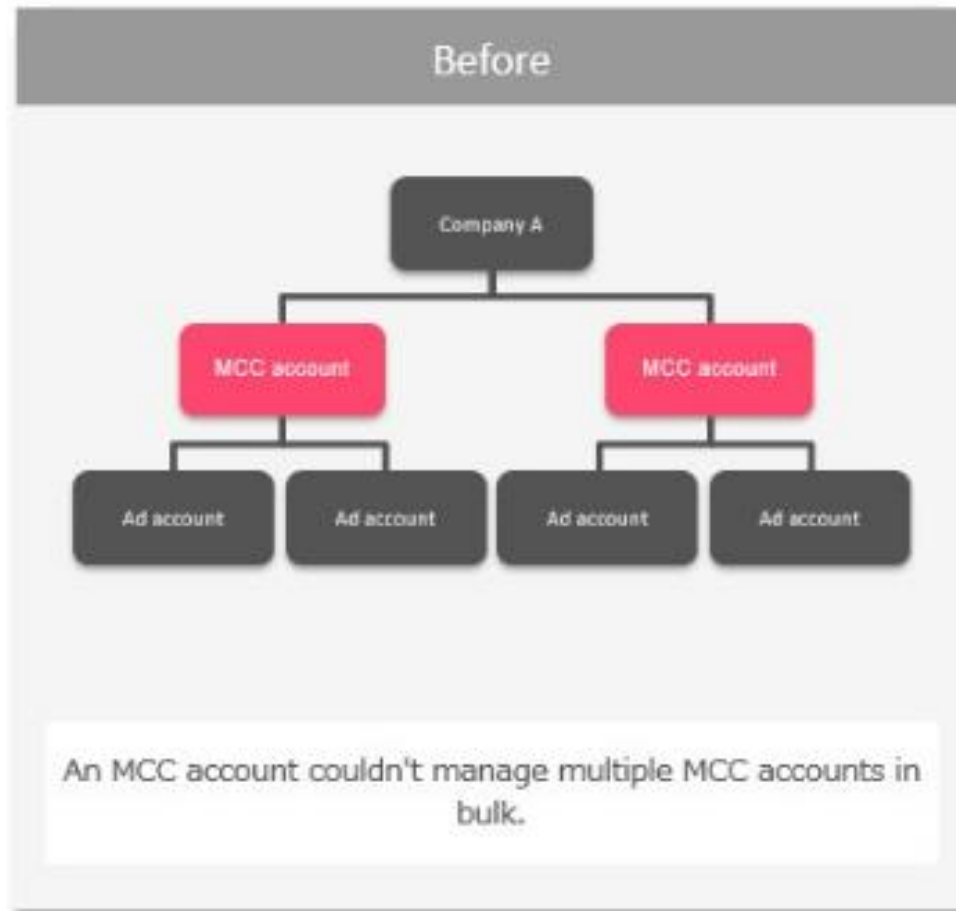 Before
Company A
MCC account MCC account
Ad account Ad account Ad account Ad account
An MCC account couldn't manage multiple MCC accounts in
bulk.